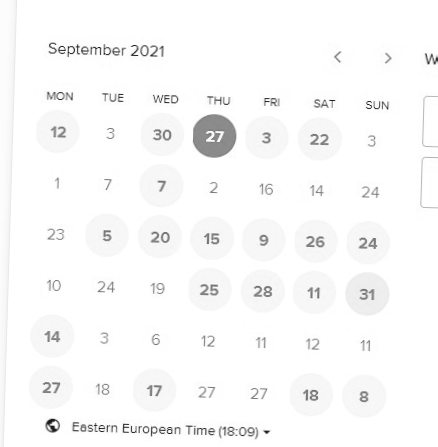 September 2021
MON TUE WED THU FRI SAT SUN
12 3 30 27 3 22 3
1 7 7 2 16 14 24
23 5 20 15 9 26 24
10 24 19 25 28 11 31
14 3 6 12 11 12 11
27 18 17 27 27 18 8
Eastern European Time (18:09)